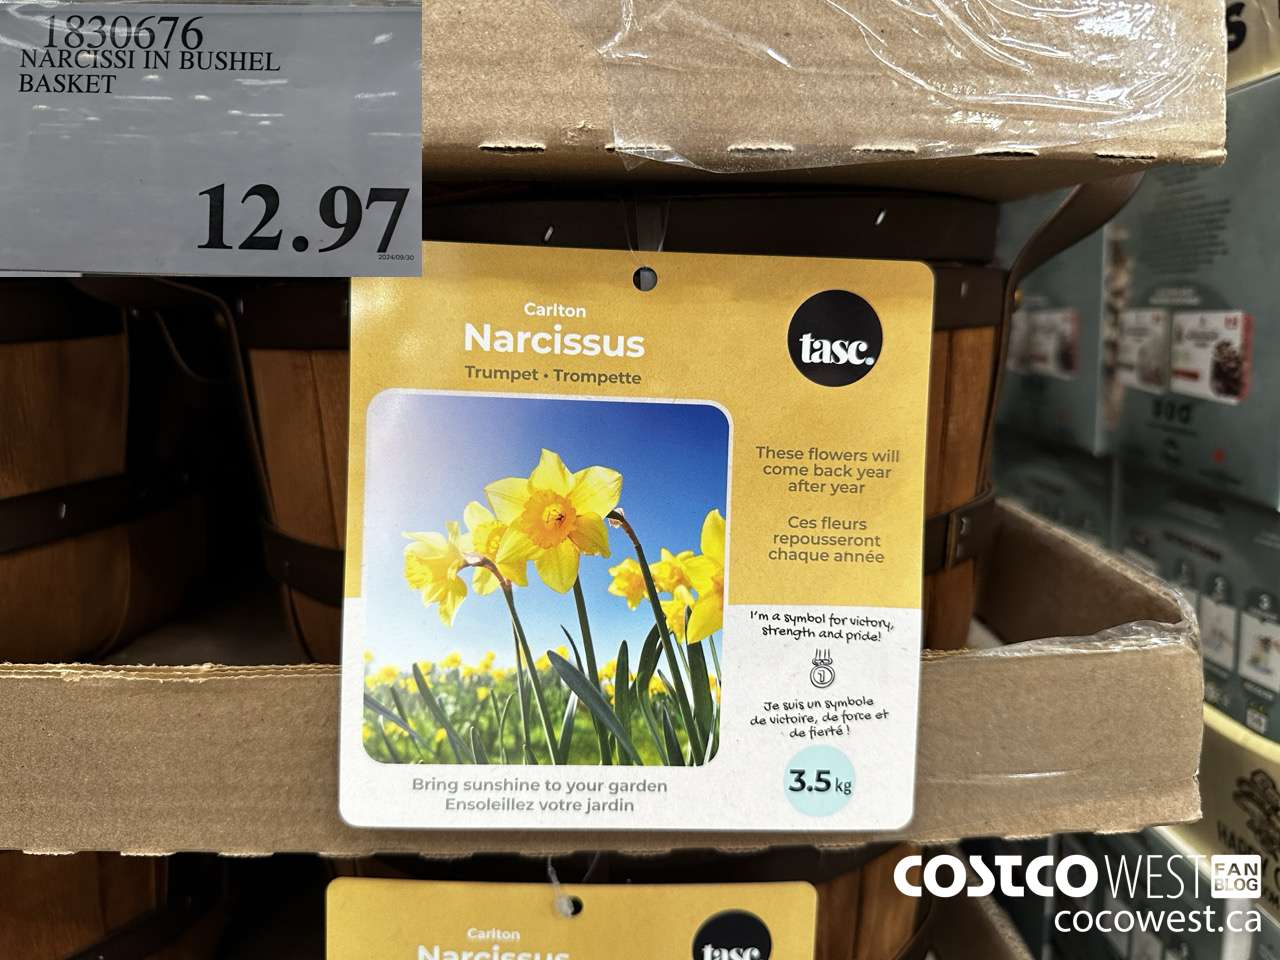 1830676
NARCISSI IN BUSHEL
BASKET
12.97
2024/09/30
Carlton
Narcissus
Trumpet • Trompette
tasc.
These flowers will
come back year
after year
Ces fleurs
repousseront
chaque année
I'm a symbol for victory,
strength and pride!
1
Je suis un symbole
de victoire, de force et
de fierté !
3.5 kg
Bring sunshine to your garden
Ensoleillez votre jardin
Carlton
Narcissus
tasc.
COSTCO WEST FAN BLOG
cocowest.ca